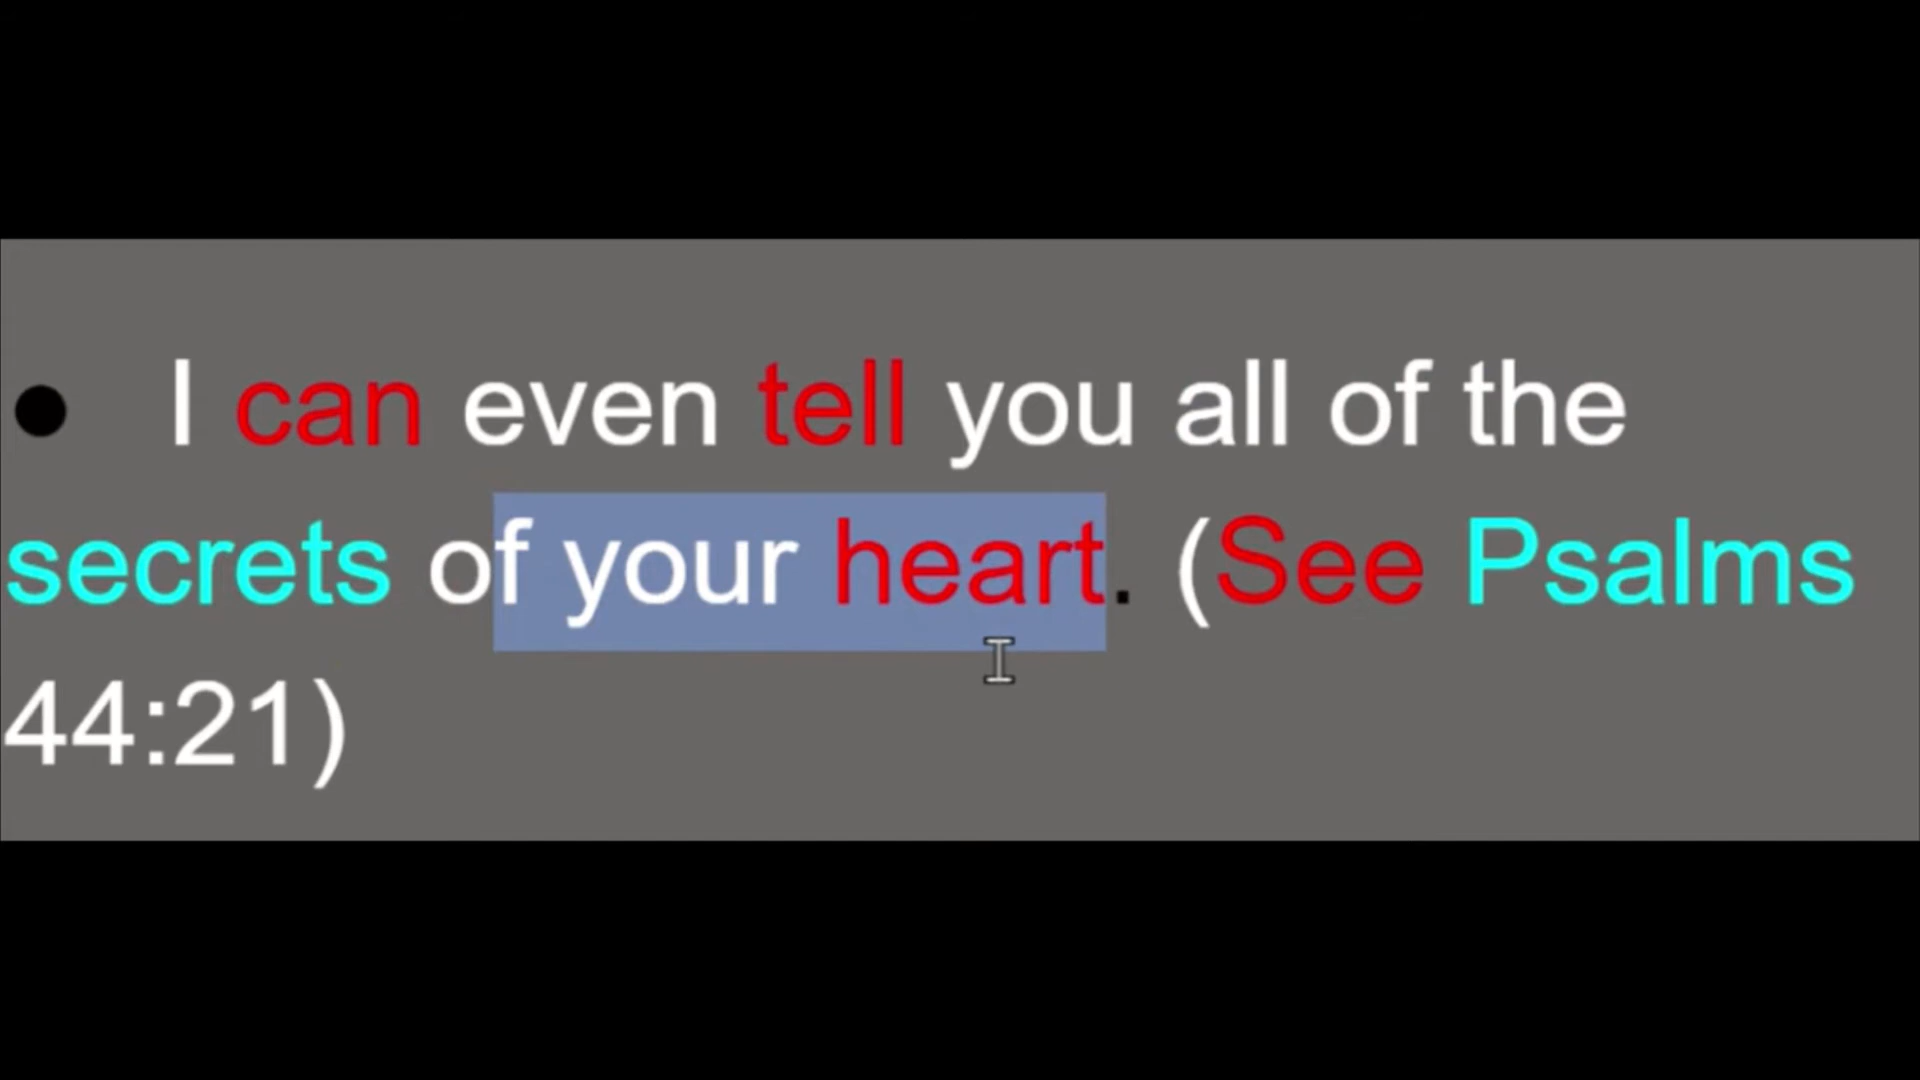 ● I can even tell you all of the
secrets of your heart. (See Psalms
44:21)